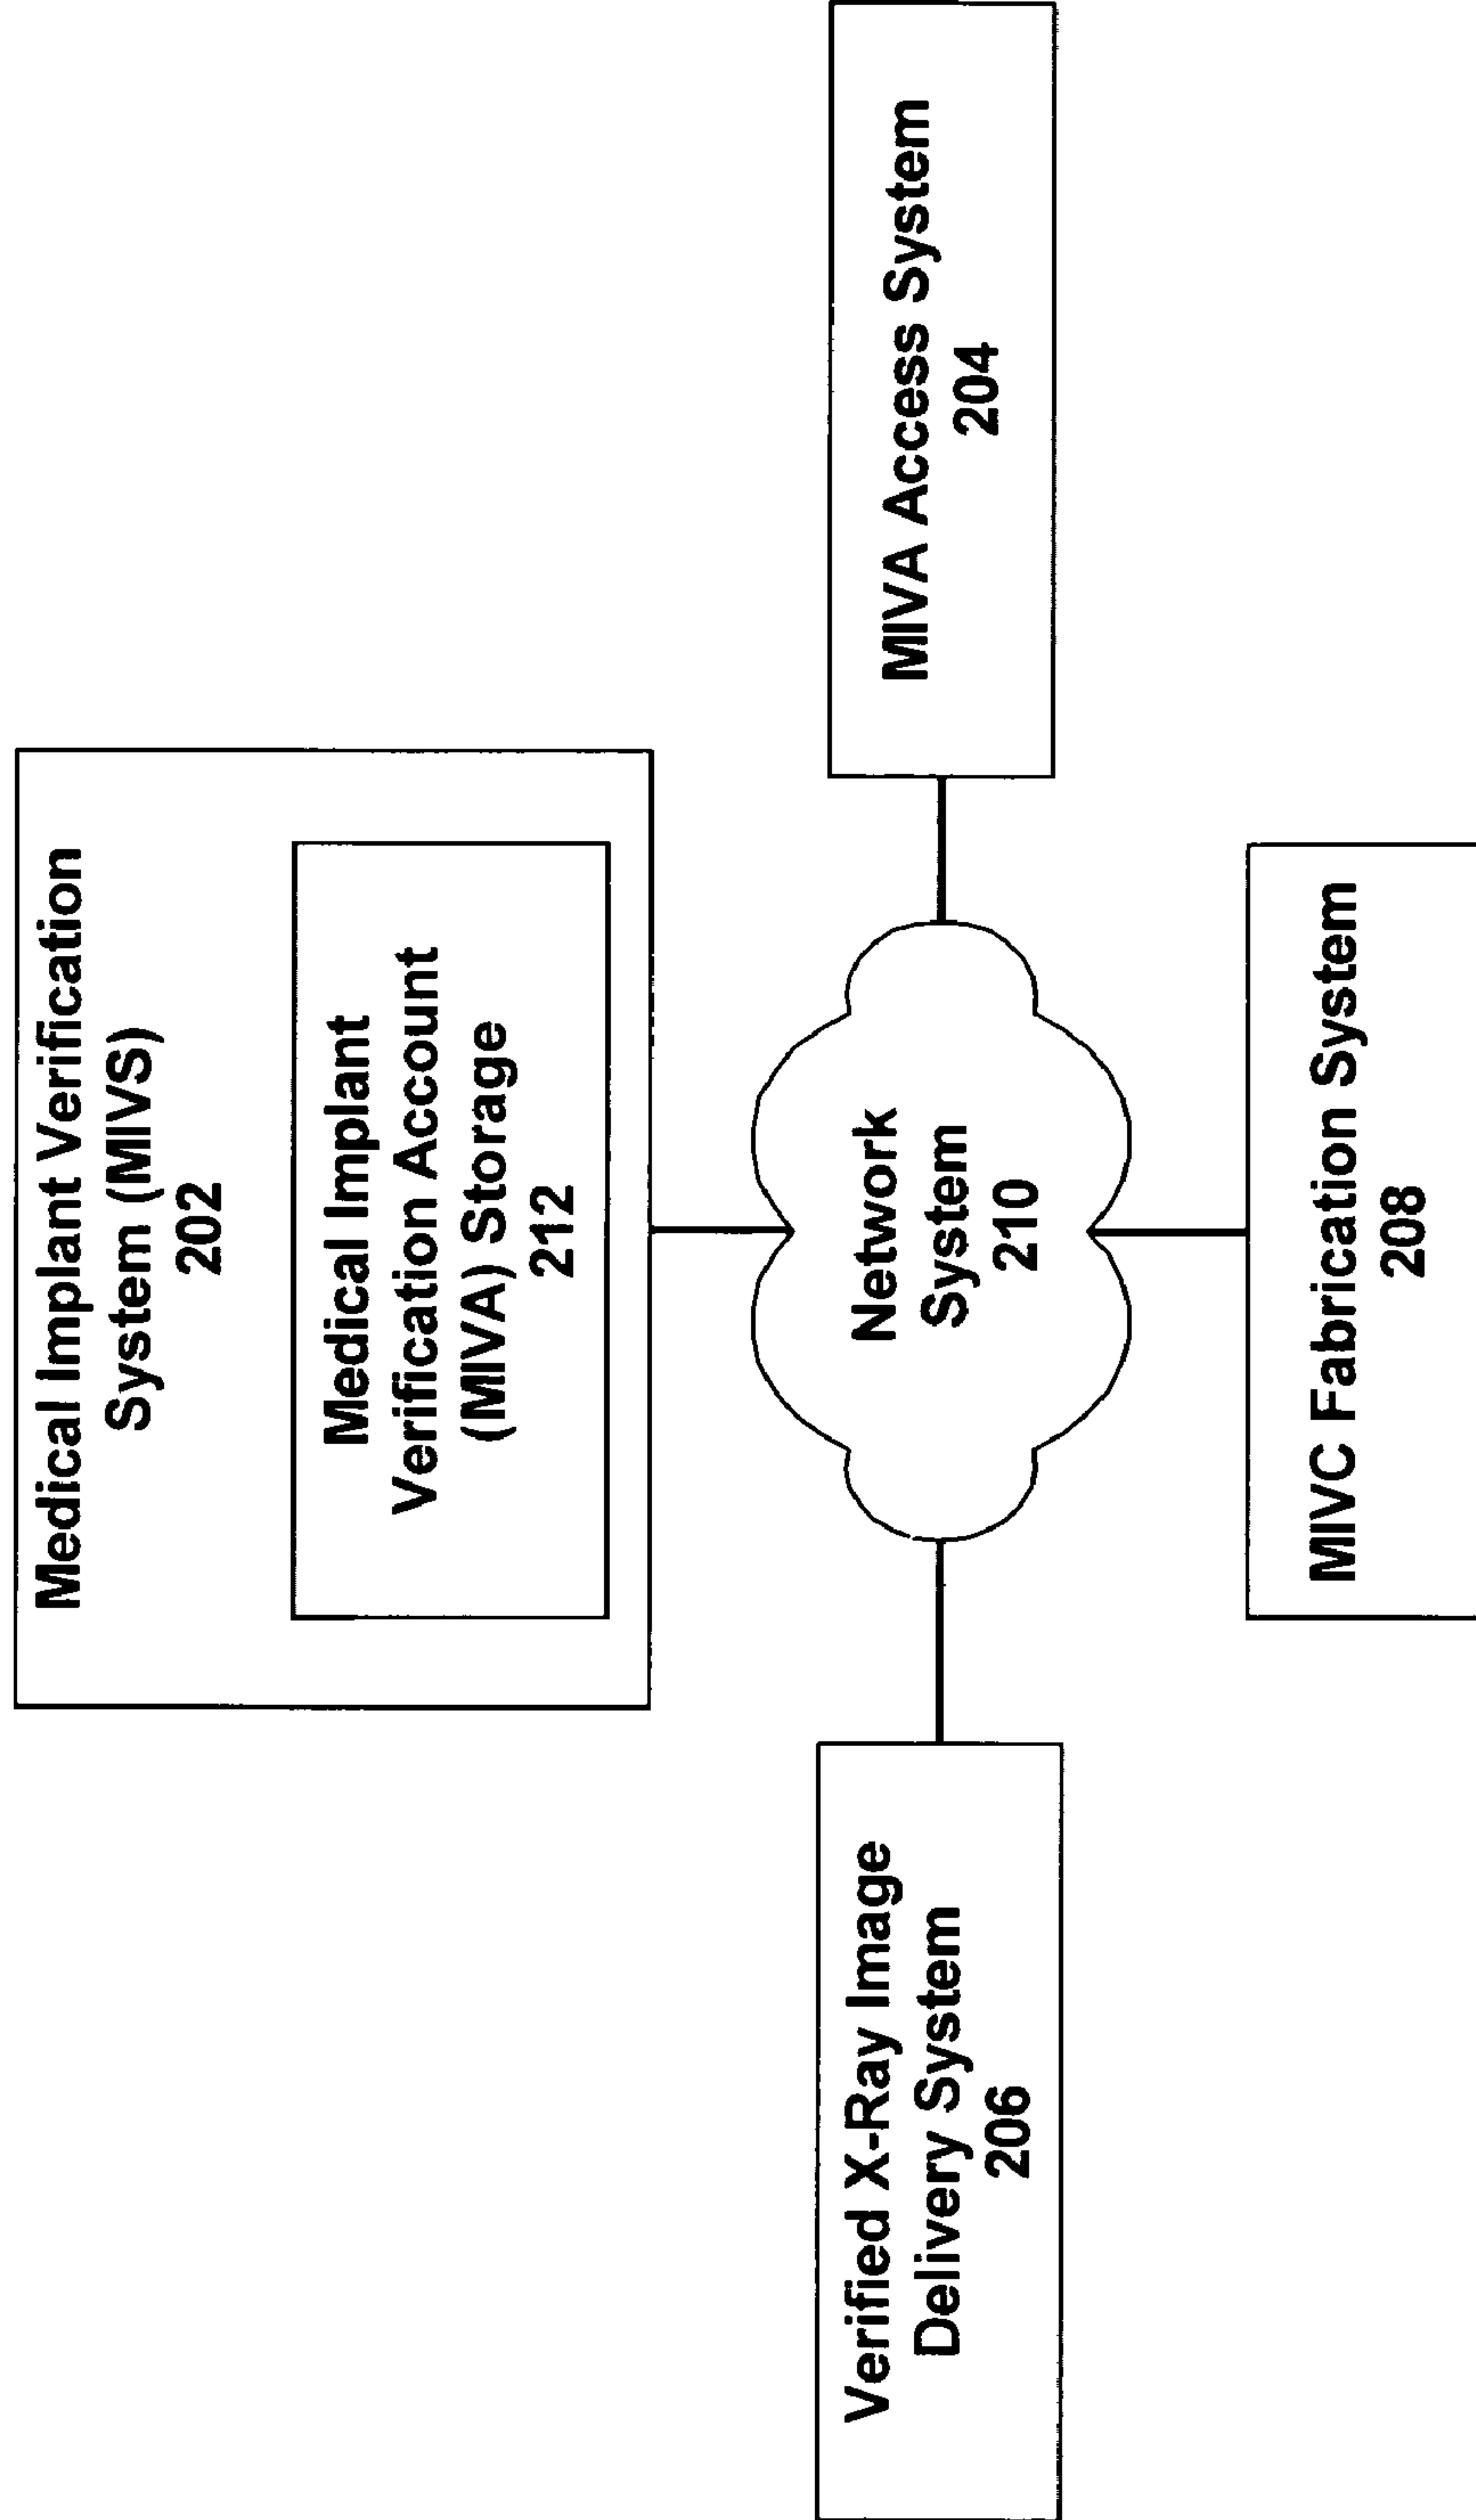 Medical Implant Verification
System (MIVS)
202
Medical Implant
Verification Account
(MIVA) Storage
212
Verified X-Ray Image
Delivery System
206
Network
System
210
MIVA Access System
204
MIVC Fabrication System
208